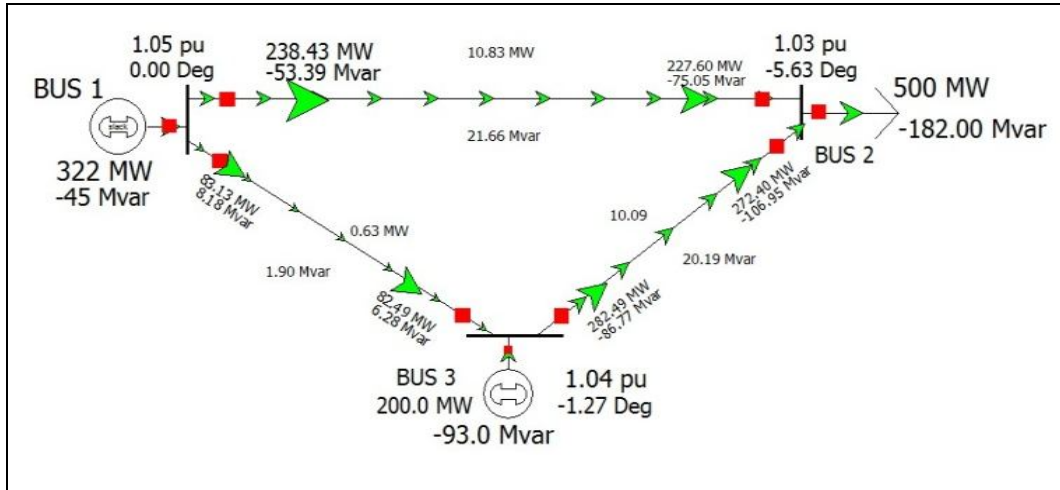 1.05 pu
0.00 Deg
BUS 1
slack
322 MW
-45 Mvar
238.43 MW
-53.39 Mvar
10.83 MW
21.66 Mvar
227.60 MW
-75.05 Mvar
1.03 pu
-5.63 Deg
500 MW
-182.00 Mvar
BUS 2
83.13 MW
8.18 Mvar
0.63 MW
1.90 Mvar
82.49 MW
6.28 Mvar
10.09
20.19 Mvar
272.40 MW
-106.95 Mvar
282.49 MW
-86.77 Mvar
BUS 3
200.0 MW
-93.0 Mvar
1.04 pu
-1.27 Deg